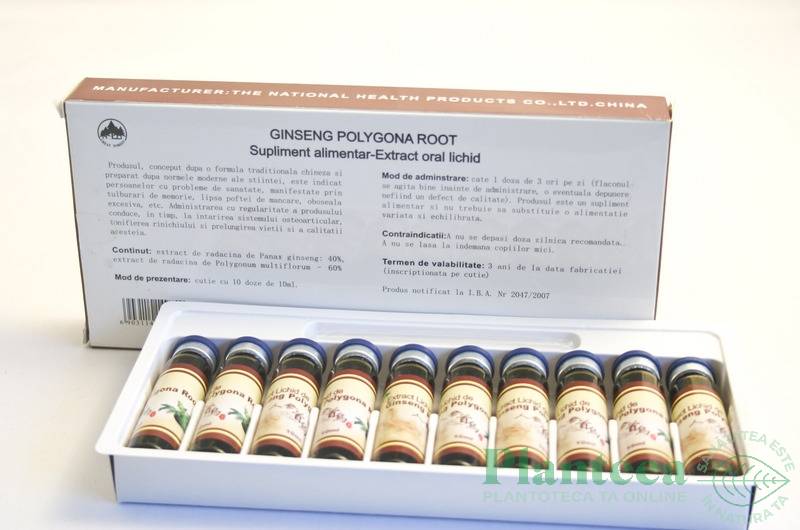 MANUFACTURER:THE NATIONAL HEALTH PRODUCTS CO.,LTD.CHINA
GINSENG POLYGONA ROOT
Supliment alimentar-Extract oral lichid
Produsul, conceput dupa o formula traditionala chineza si
preparat dupa normele moderne ale stiintei, este indicat
persoanelor cu probleme de sanatate, manifestate prin
tulburari de memorie, lipsa poftei de mancare, oboseala
excesiva, etc. Administrarea cu regularitate a produsului
conduce, in timp, la intarirea sistemului osteoarticular,
tonifierea rinichiului si prelungirea vietii si a calitatii
acesteia.
Continut: extract de radacina de Panax ginseng: 40%,
extract de radacina de Polygonum multiflorum - 60%
Mod de prezentare: cutie cu 10 doze de 10ml.
Mod de adminstrare: cate 1 doza de 3 ori pe zi (flaconul
se agita bine inainte de administrare, o eventuala depunere
nefiind un defect de calitate). Produsul este un supliment
alimentar si nu trebuie sa substituie o alimentatie
variata si echilibrata.
Contraindicatii: A nu se depasi doza zilnica recomandata.
A nu se lasa la indemana copiilor mici.
Termen de valabilitate: 3 ani de la data fabricatiei
(inscriptionata pe cutie)
Produs notificat la I.B.A. Nr 2047/2007
Planteea
PLANTOTECA TA ONLINE
SANATATEA ESTE
IN NATURA TA